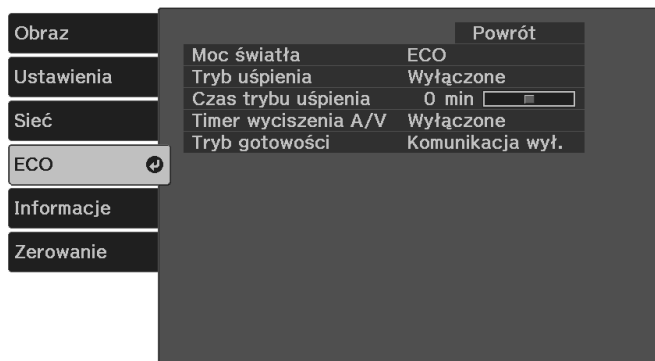 Obraz
Ustawienia
Sieć
ECO
Informacje
Zerowanie
Powrót
Moc światła ECO
Tryb uśpienia Wyłączone
Czas trybu uśpienia 0 min
Timer wyciszenia A/V Wyłączone
Tryb gotowości Komunikacja wył.